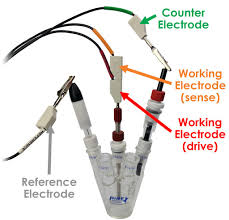 Counter
Electrode
Working
Electrode
(sense)
Working
Electrode
(drive)
Reference
Electrode